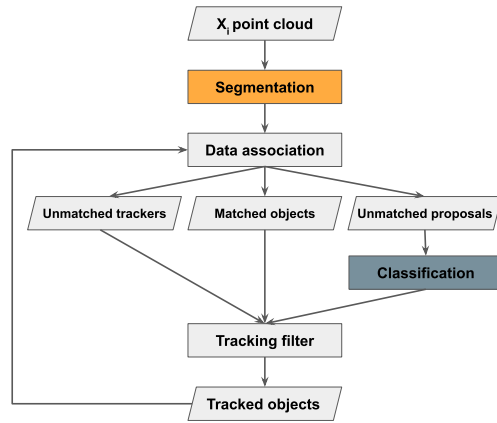 Xi point cloud
Segmentation
Data association
Unmatched trackers
Matched objects
Unmatched proposals
Classification
Tracking filter
Tracked objects